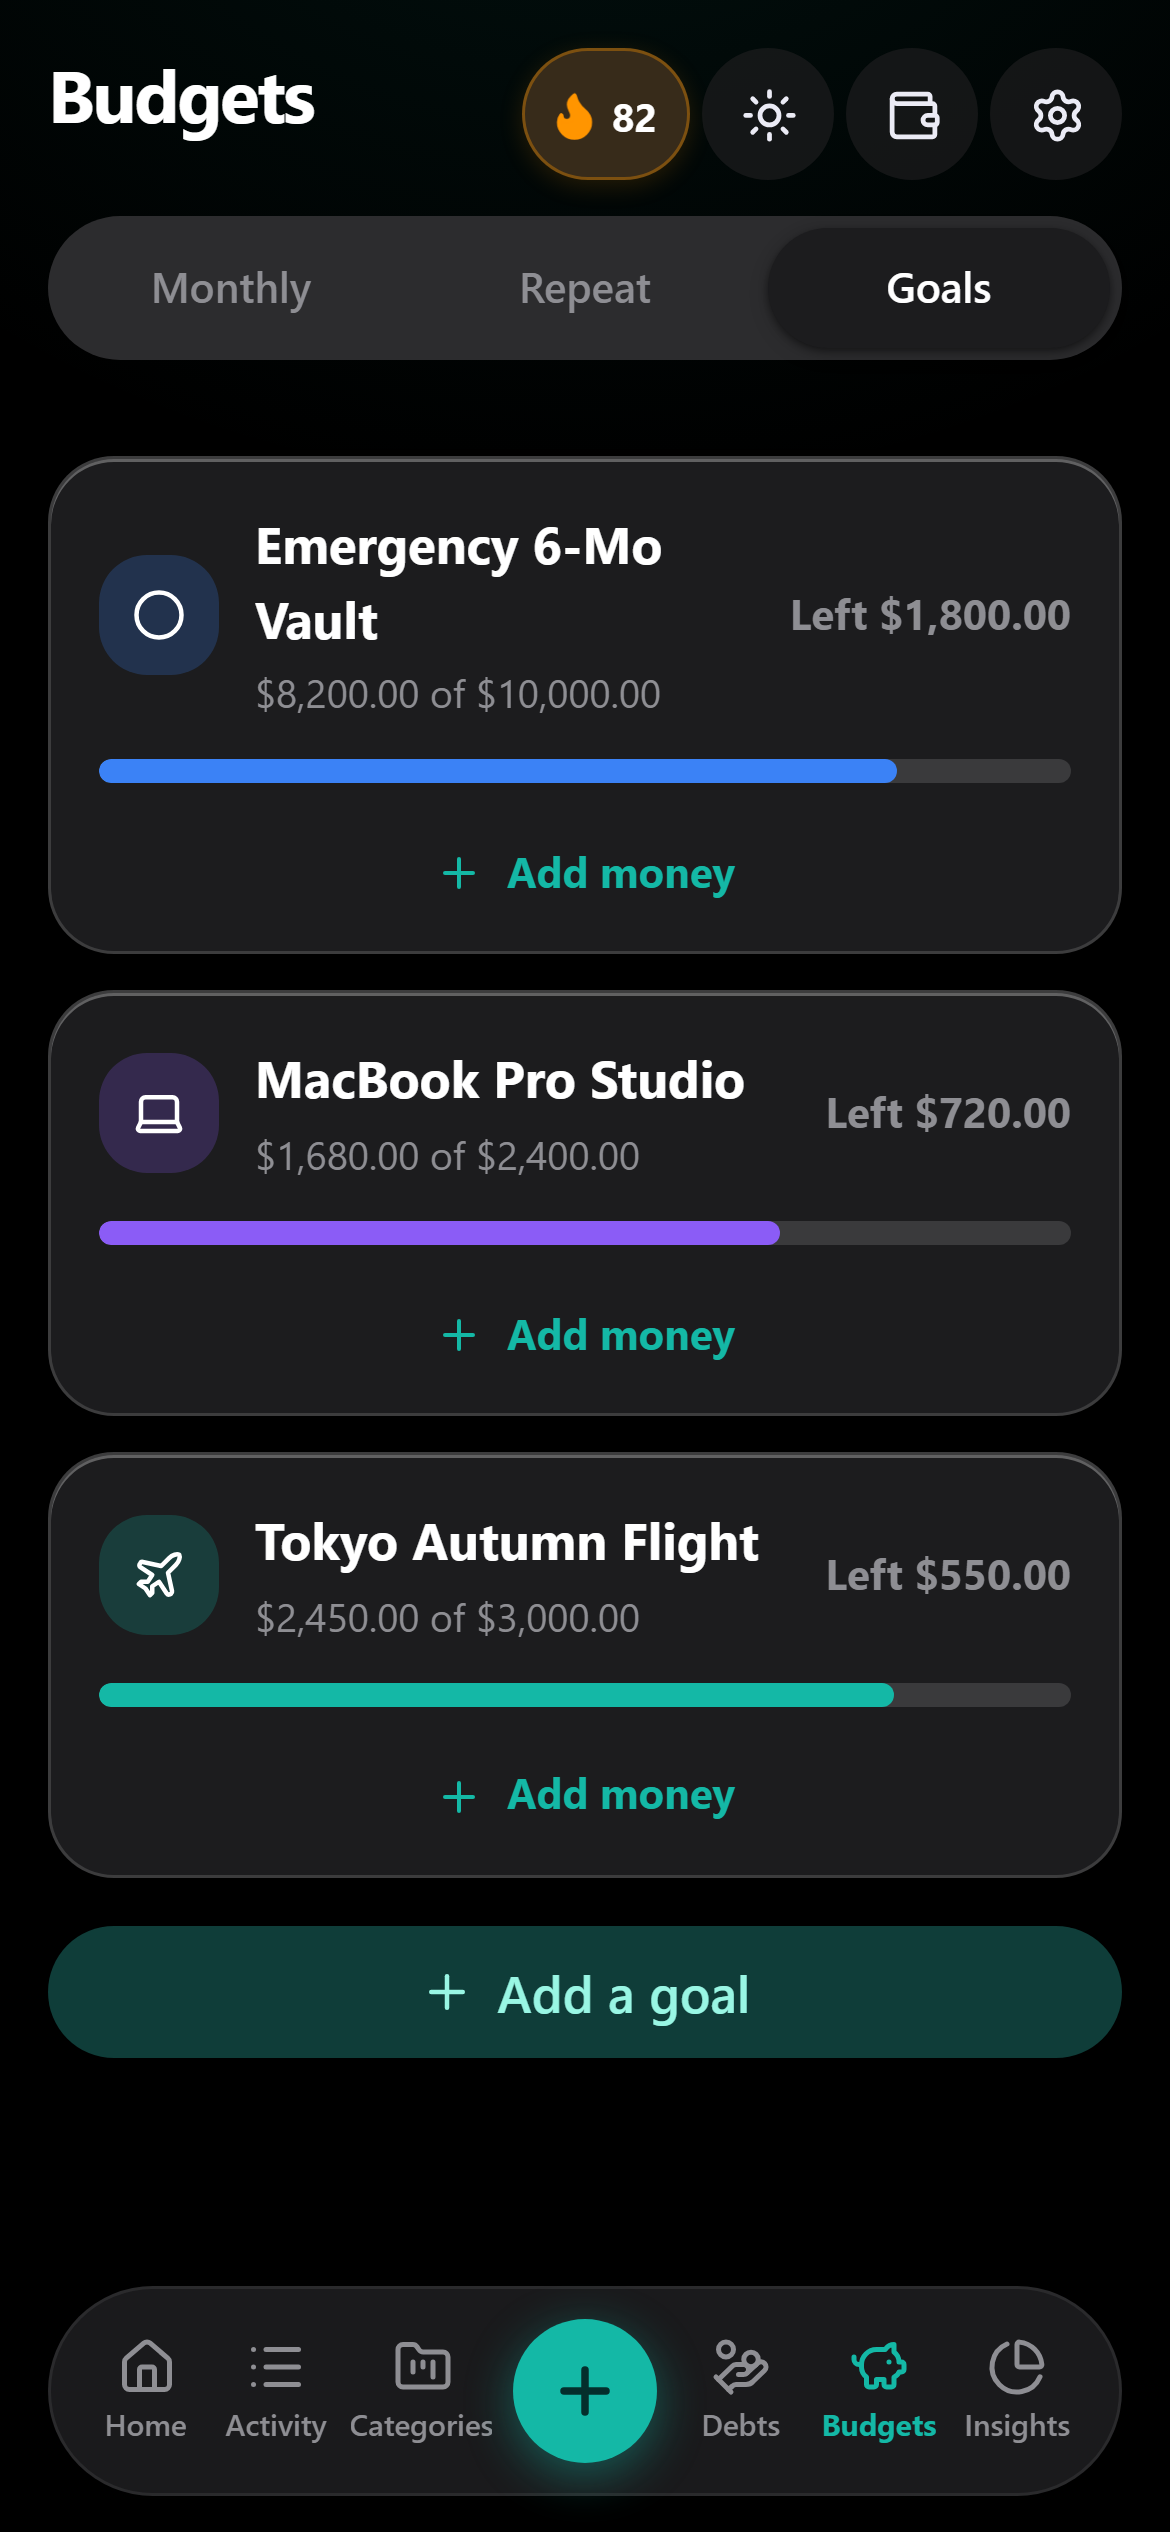 Budgets
82
Monthly
Repeat
Goals
Emergency 6-Mo
Vault
Left $1,800.00
$8,200.00 of $10,000.00
Add money
MacBook Pro Studio
Left $720.00
$1,680.00 of $2,400.00
Add money
Tokyo Autumn Flight
Left $550.00
$2,450.00 of $3,000.00
Add money
Add a goal
Home
Activity
Categories
Debts
Budgets
Insights